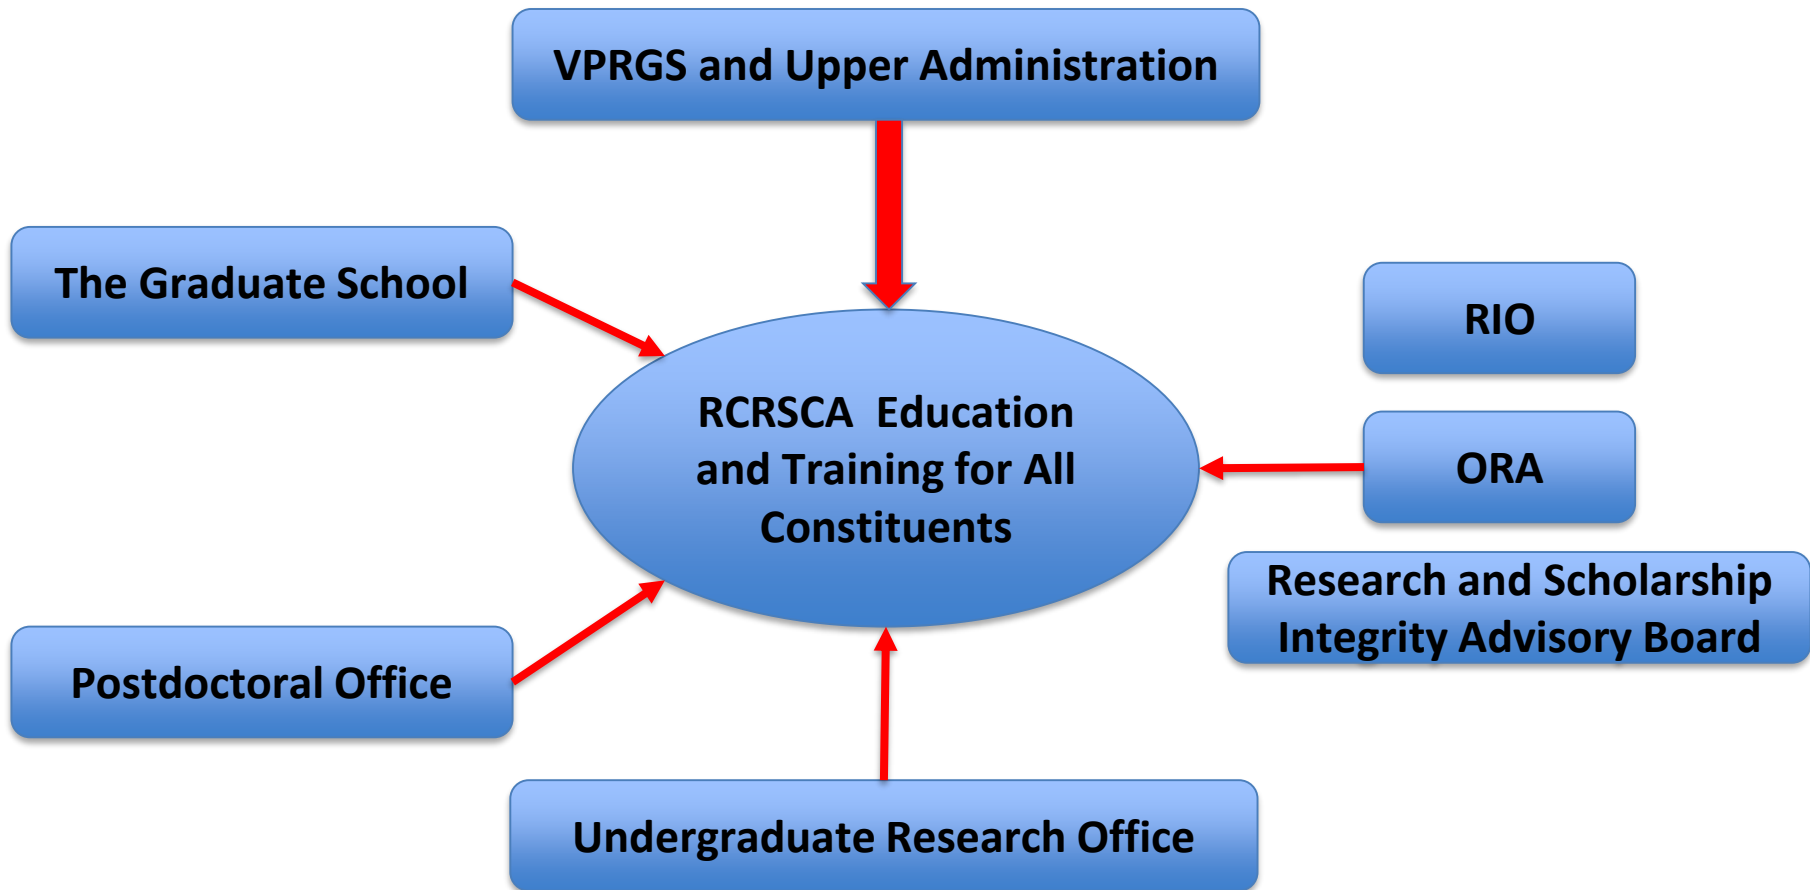 VPRGS and Upper Administration
The Graduate School
RIO
RCRSCA  Education
and Training for All
Constituents
ORA
Research and Scholarship
Integrity Advisory Board
Postdoctoral Office
Undergraduate Research Office